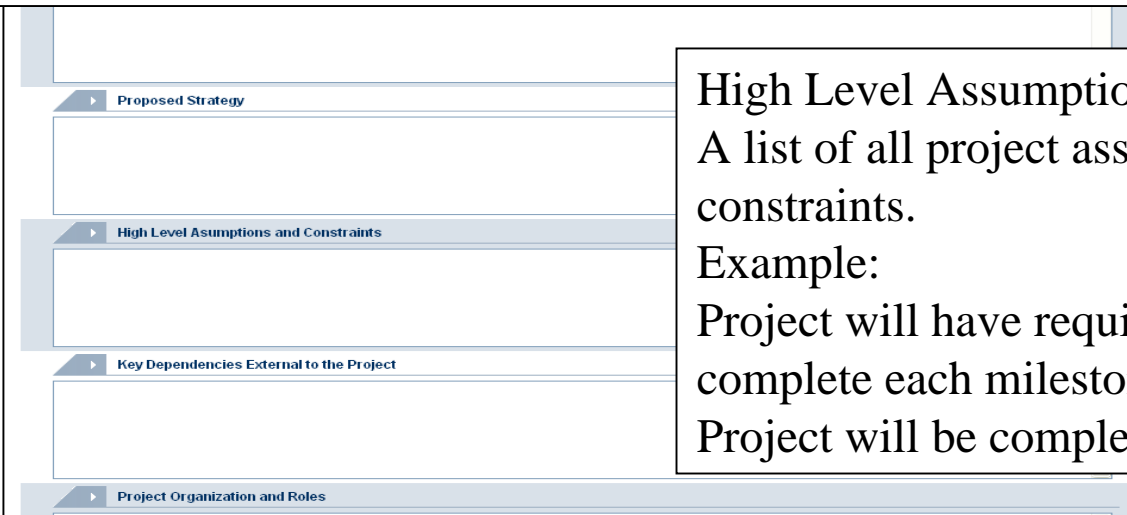 Proposed Strategy
High Level Asumptions and Constraints
Key Dependencies External to the Project
Project Organization and Roles
High Level Assumptio
A list of all project ass
constraints.
Example:
Project will have requi
complete each milesto
Project will be comple